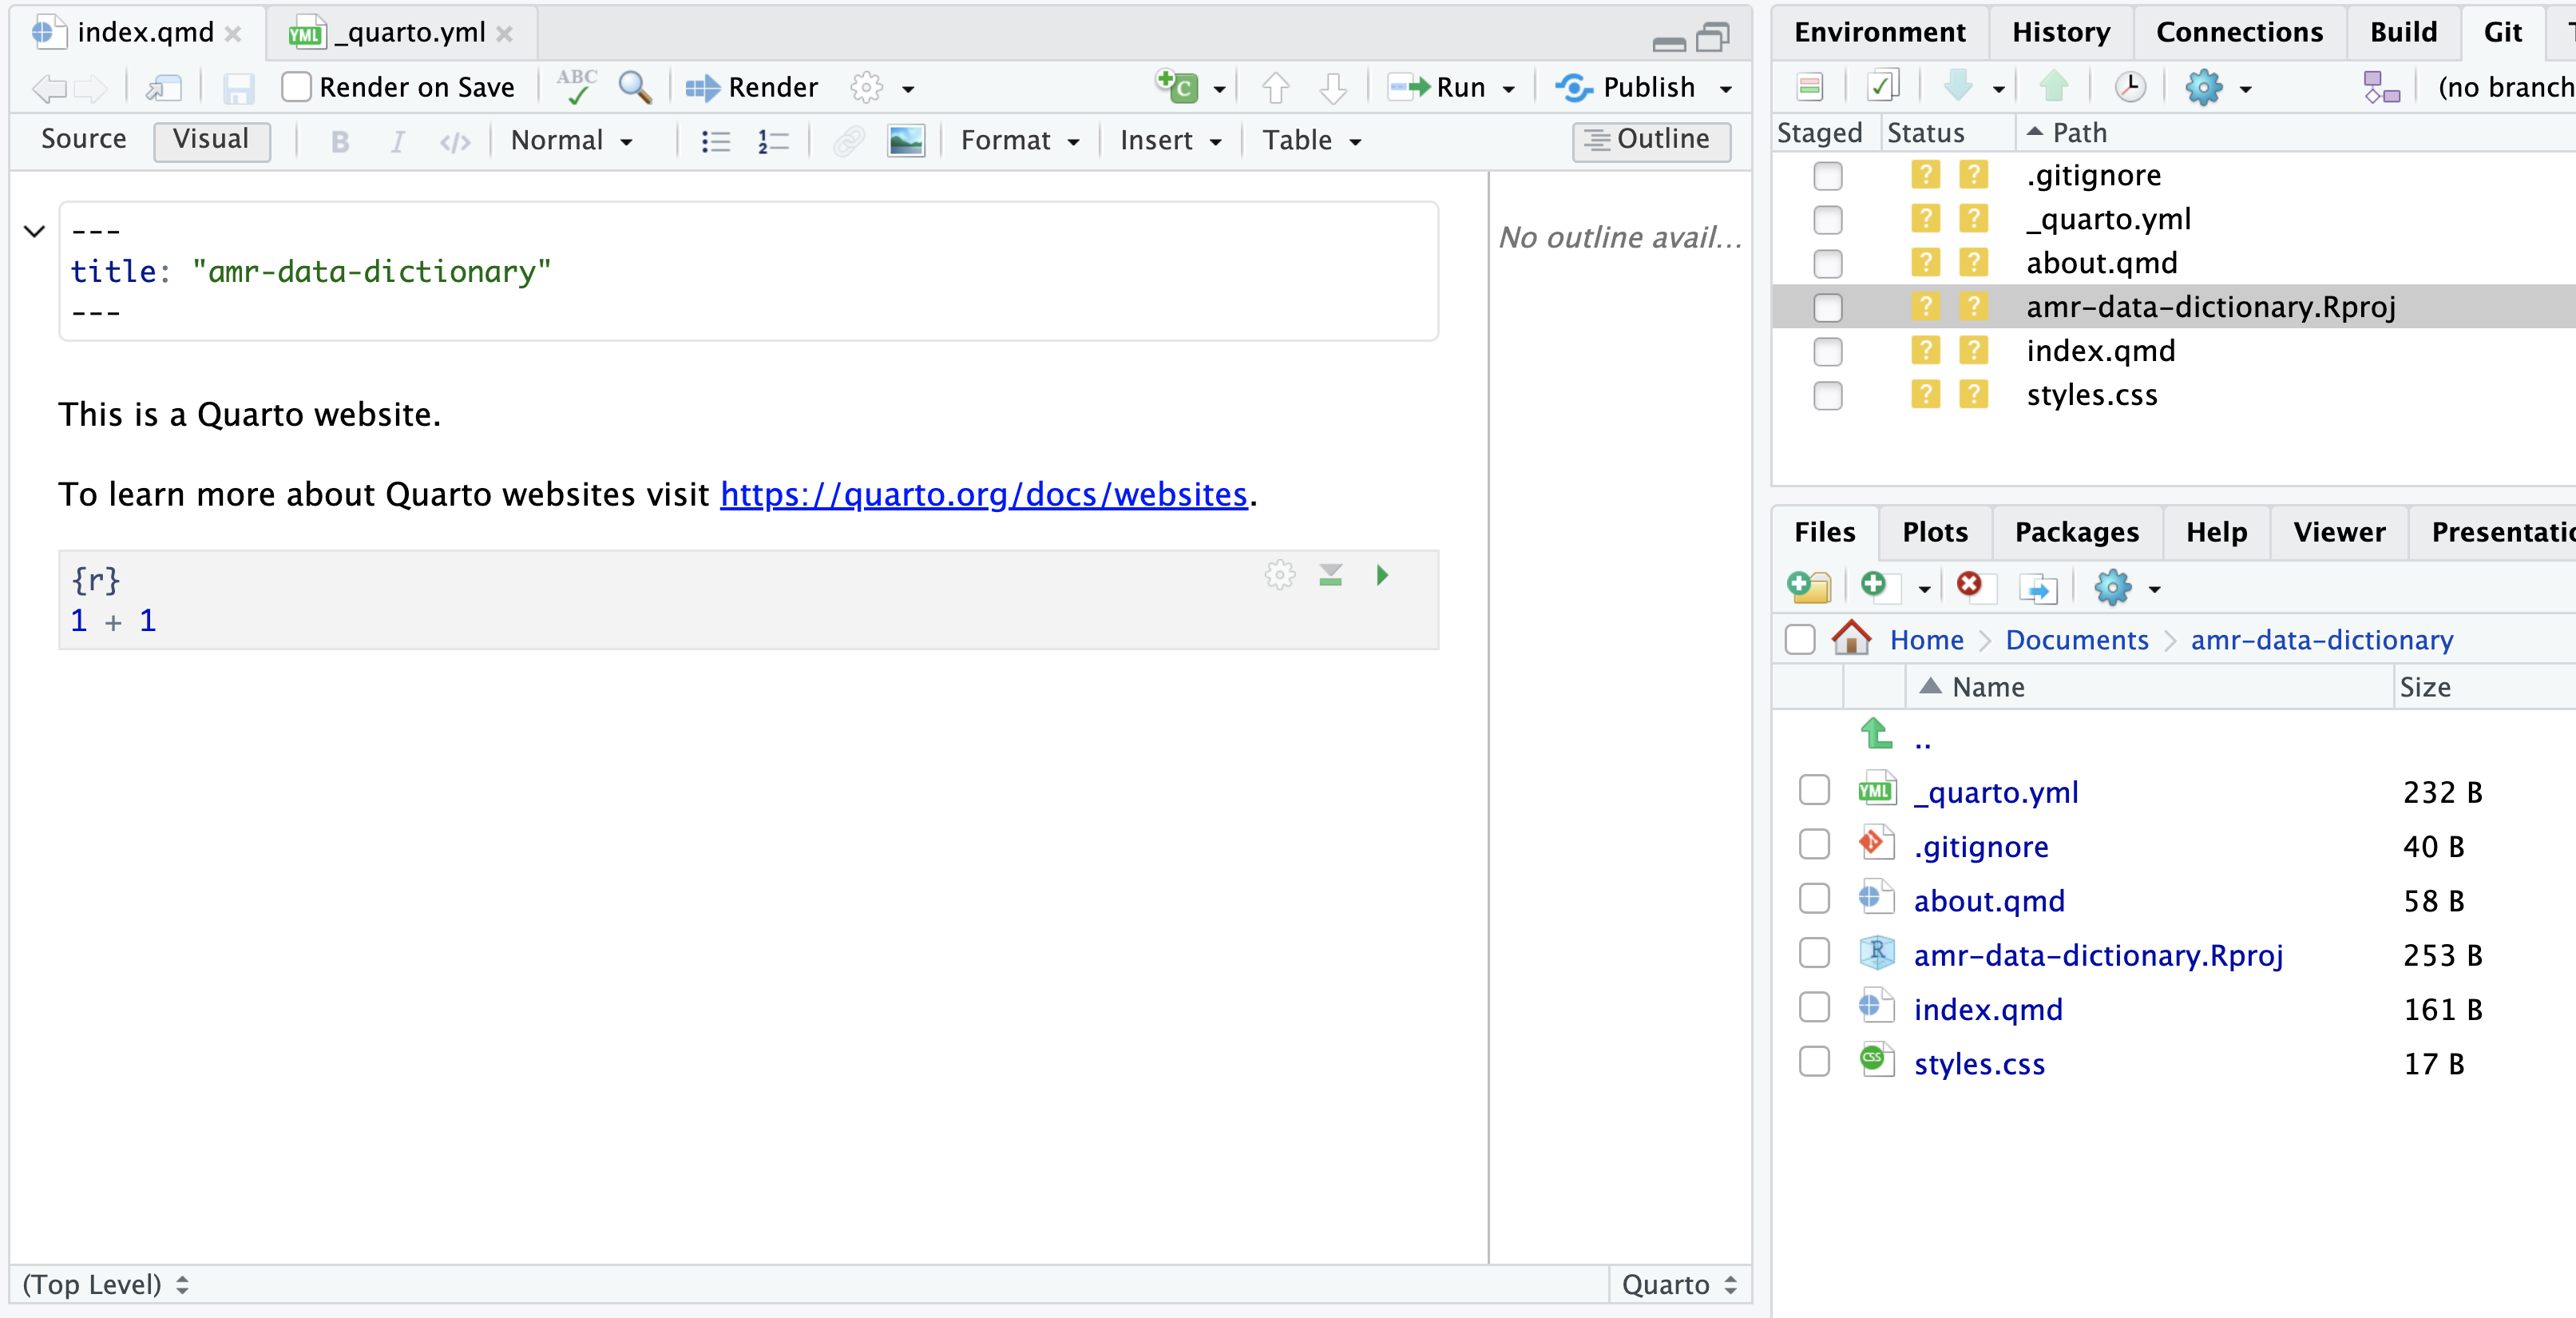 index.qmd
_quarto.yml
Render on Save
ABC
Render
Run
Publish
Source
Visual
B
I
</>
Normal
Format
Insert
Table
Outline
---
title: "amr-data-dictionary"
---
This is a Quarto website.
To learn more about Quarto websites visit https://quarto.org/docs/websites.
{r}
1 + 1
No outline avail...
(Top Level)
Quarto
Environment
History
Connections
Build
Git
(no branch
Staged
Status
Path
? ? .gitignore
? ? _quarto.yml
? ? about.qmd
? ? amr-data-dictionary.Rproj
? ? index.qmd
? ? styles.css
Files
Plots
Packages
Help
Viewer
Presentatio
Home
Documents
amr-data-dictionary
Name
Size
..
_quarto.yml 232 B
.gitignore 40 B
about.qmd 58 B
amr-data-dictionary.Rproj 253 B
index.qmd 161 B
styles.css 17 B